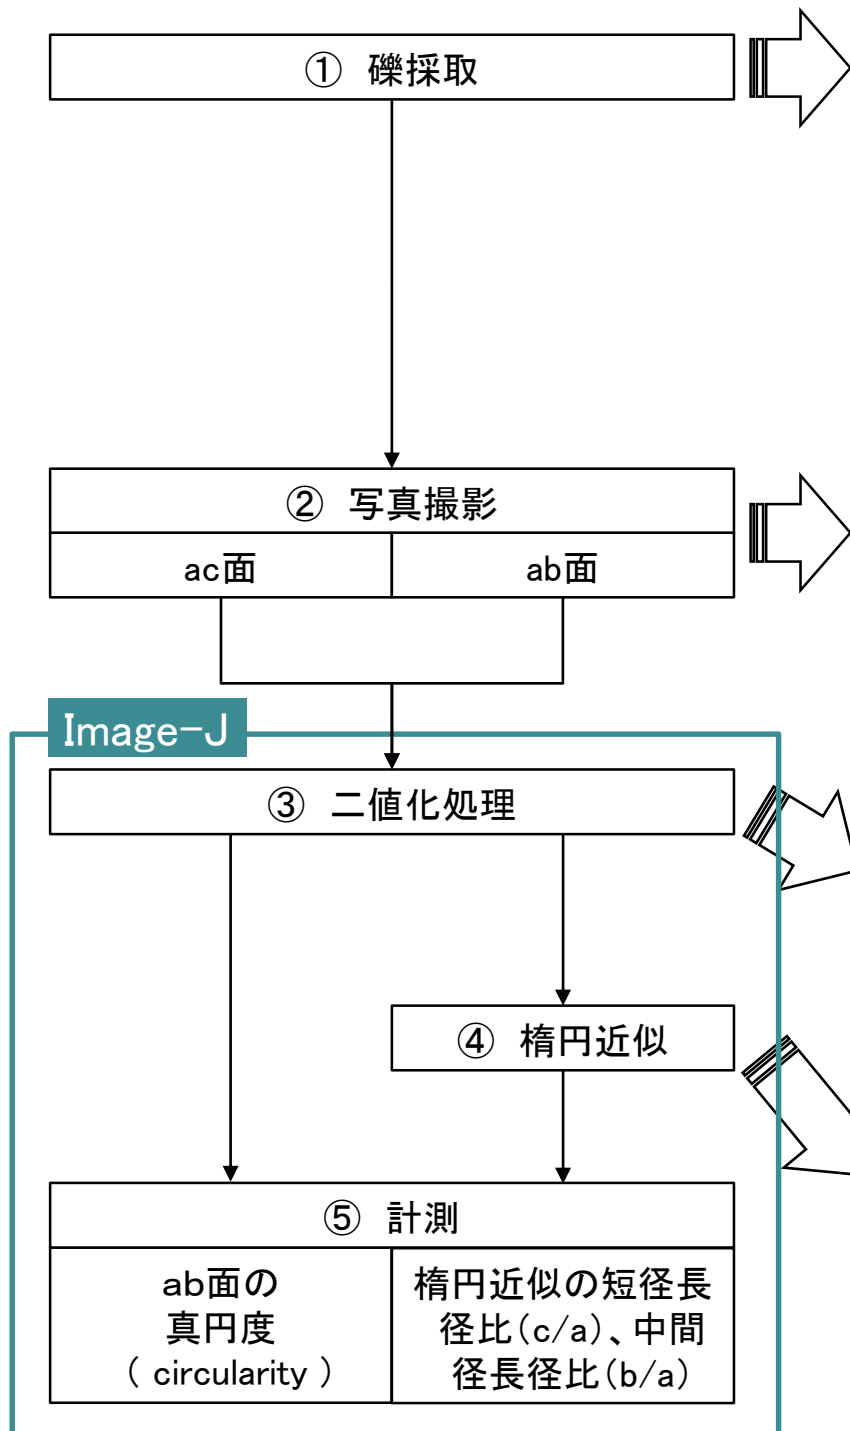 ① 礫採取
② 写真撮影
ac面
ab面
Image-J
③ 二値化処理
④ 楕円近似
⑤ 計測
ab面の
真円度
( circularity )
楕円近似の短径長
径比(c/a)、中間
径長径比(b/a)